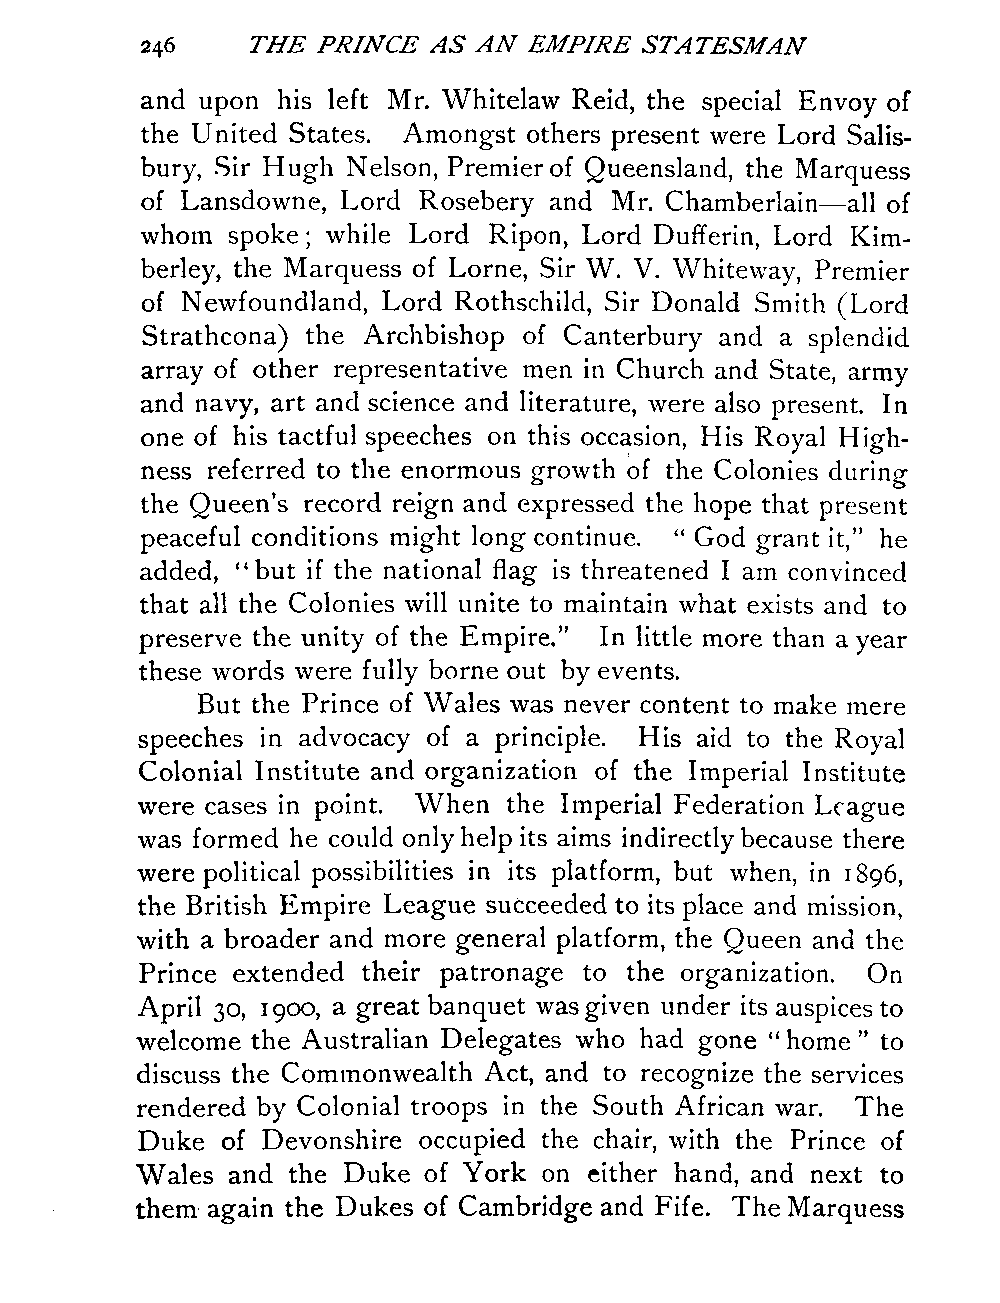 246 THE PRINCE AS AN EMPIRE STATESMAN
and upon his left Mr. Whitelaw Reid, the special Envoy of
the United States. Amongst others present were Lord Salis-
bury, Sir Hugh Nelson, Premier of Queensland, the Marquess
of Lansdowne, Lord Rosebery and Mr. Chamberlain—all of
whom spoke; while Lord Ripon, Lord Dufferin, Lord Kim-
berley, the Marquess of Lorne, Sir W. V. Whiteway, Premier
of Newfoundland, Lord Rothschild, Sir Donald Smith (Lord
Strathcona) the Archbishop of Canterbury and a splendid
array of other representative men in Church and State, army
and navy, art and science and literature, were also present. In
one of his tactful speeches on this occasion, His Royal High-
ness referred to the enormous growth of the Colonies during
the Queen's record reign and expressed the hope that present
peaceful conditions might long continue. “God grant it,” he
added, “but if the national flag is threatened I am convinced
that all the Colonies will unite to maintain what exists and to
preserve the unity of the Empire.” In little more than a year
these words were fully borne out by events.
But the Prince of Wales was never content to make mere
speeches in advocacy of a principle. His aid to the Royal
Colonial Institute and organization of the Imperial Institute
were cases in point. When the Imperial Federation League
was formed he could only help its aims indirectly because there
were political possibilities in its platform, but when, in 1896,
the British Empire League succeeded to its place and mission,
with a broader and more general platform, the Queen and the
Prince extended their patronage to the organization. On
April 30, 1900, a great banquet was given under its auspices to
welcome the Australian Delegates who had gone “home” to
discuss the Commonwealth Act, and to recognize the services
rendered by Colonial troops in the South African war. The
Duke of Devonshire occupied the chair, with the Prince of
Wales and the Duke of York on either hand, and next to
them again the Dukes of Cambridge and Fife. The Marquess